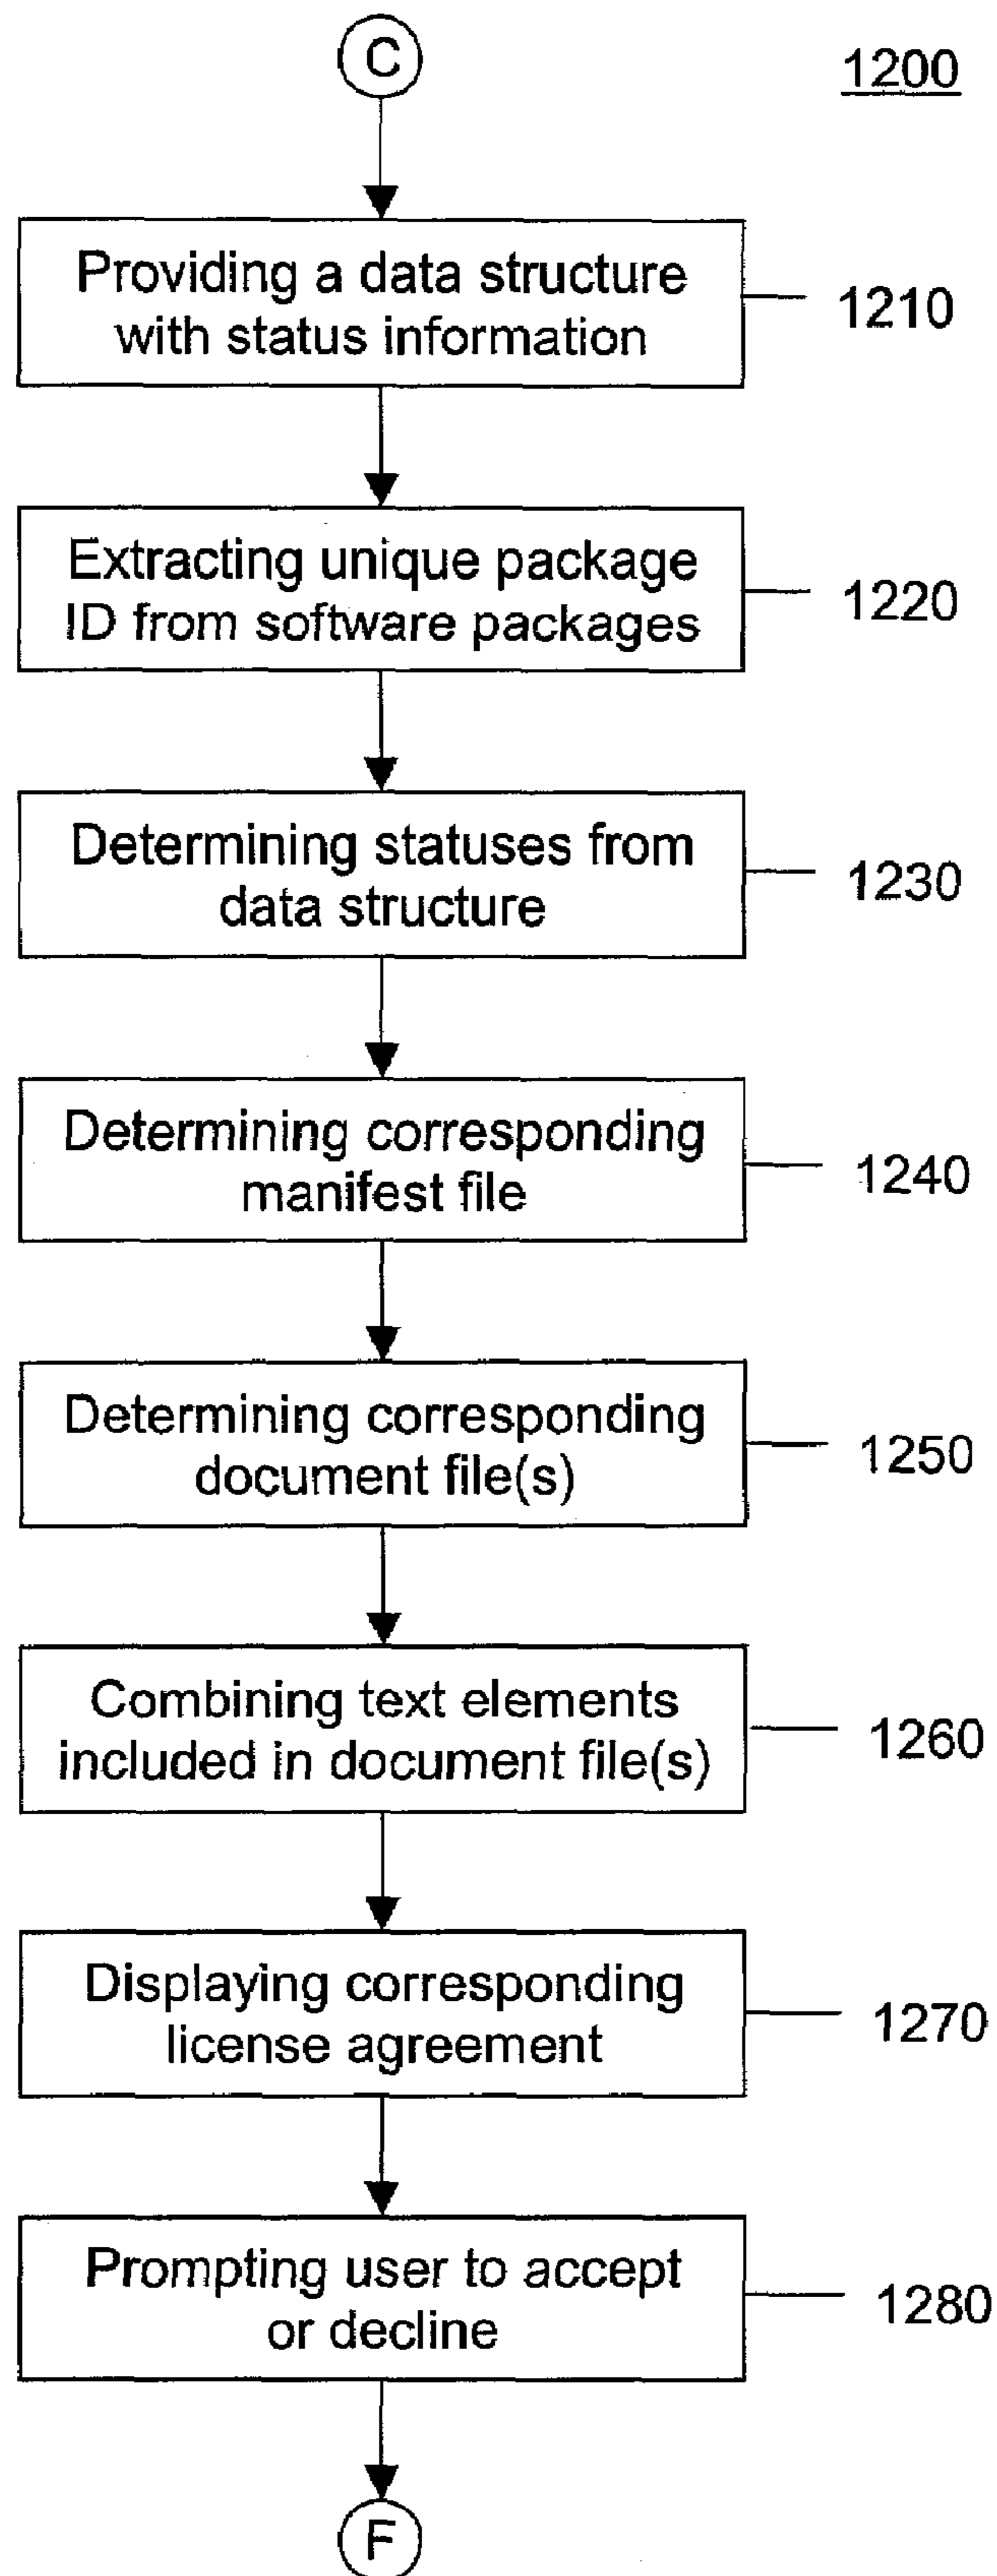 C
1200
Providing a data structure
with status information
1210
Extracting unique package
ID from software packages
1220
Determining statuses from
data structure
1230
Determining corresponding
manifest file
1240
Determining corresponding
document file(s)
1250
Combining text elements
included in document file(s)
1260
Displaying corresponding
license agreement
1270
Prompting user to accept
or decline
1280
F